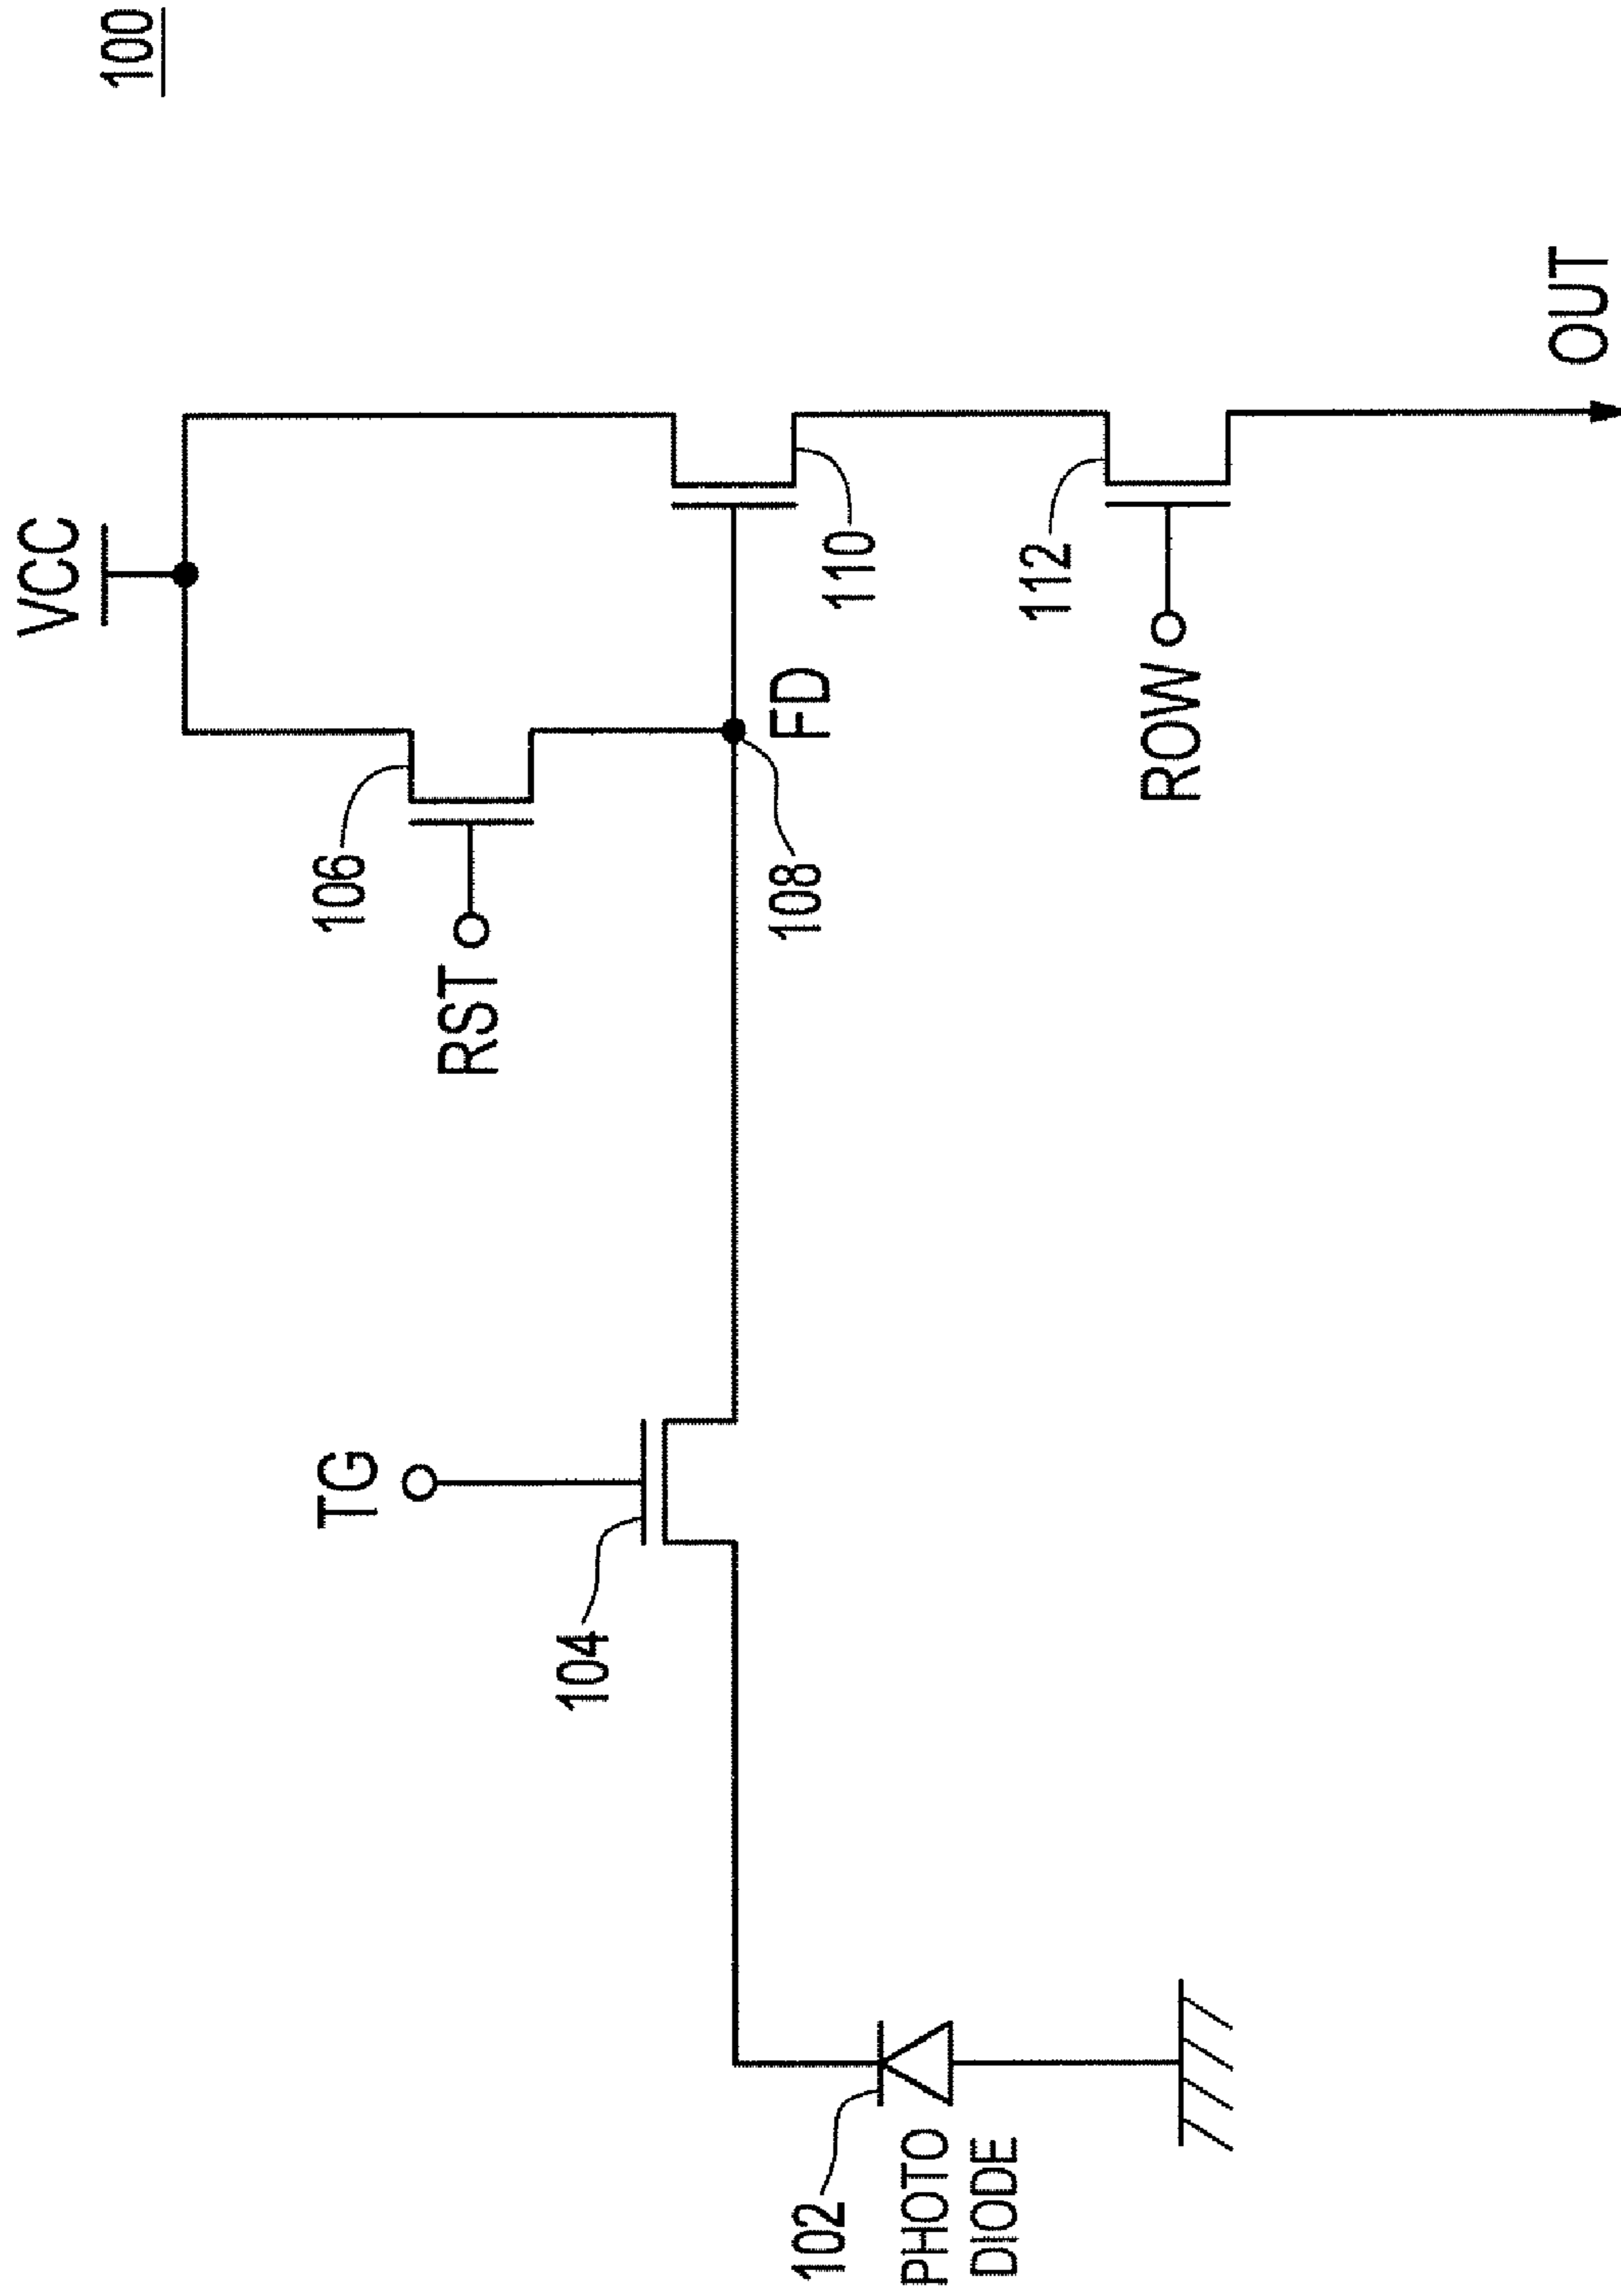 100
VCC
106
RST
110
FD
108
112
ROW
OUT
TG
104
102
PHOTO
DIODE